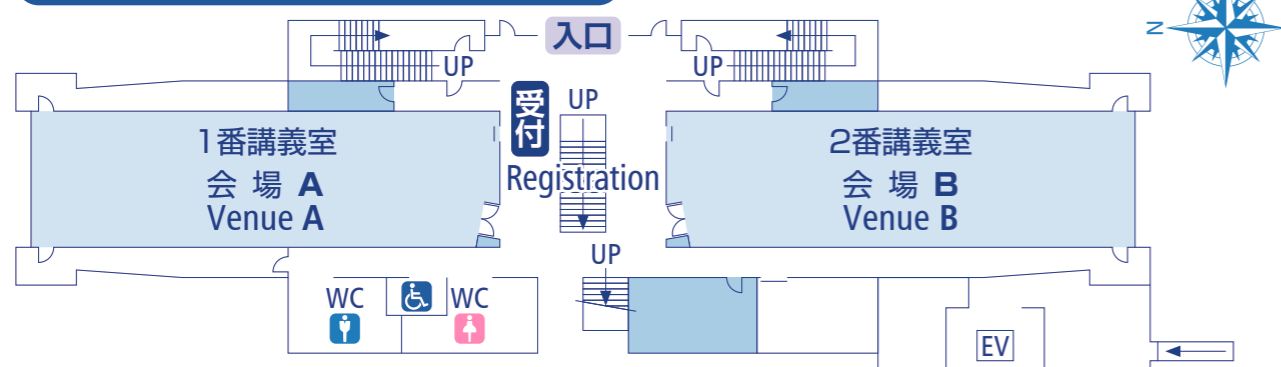 入口
N
UP
UP
受付
UP
1番講義室
会場 A
Venue A
Registration
2番講義室
会場 B
Venue B
UP
WC
WC
EV